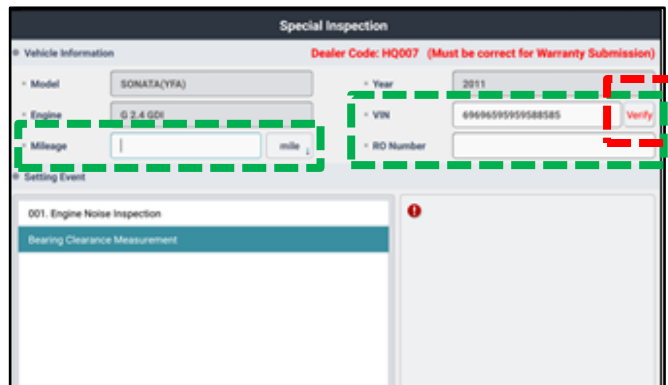 Special Inspection
Vehicle Information
Dealer Code: HQ007 (Must be correct for Warranty Submission)
Model SONATA(YFA) Year 2011
Engine G 2.4 GDI VIN 69696595959588585 Verify
Mileage mile RO Number
Setting Event
001. Engine Noise Inspection
Bearing Clearance Measurement